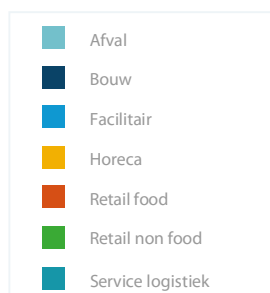 Afval
Bouw
Facilitair
Horeca
Retail food
Retail non food
Service logistiek